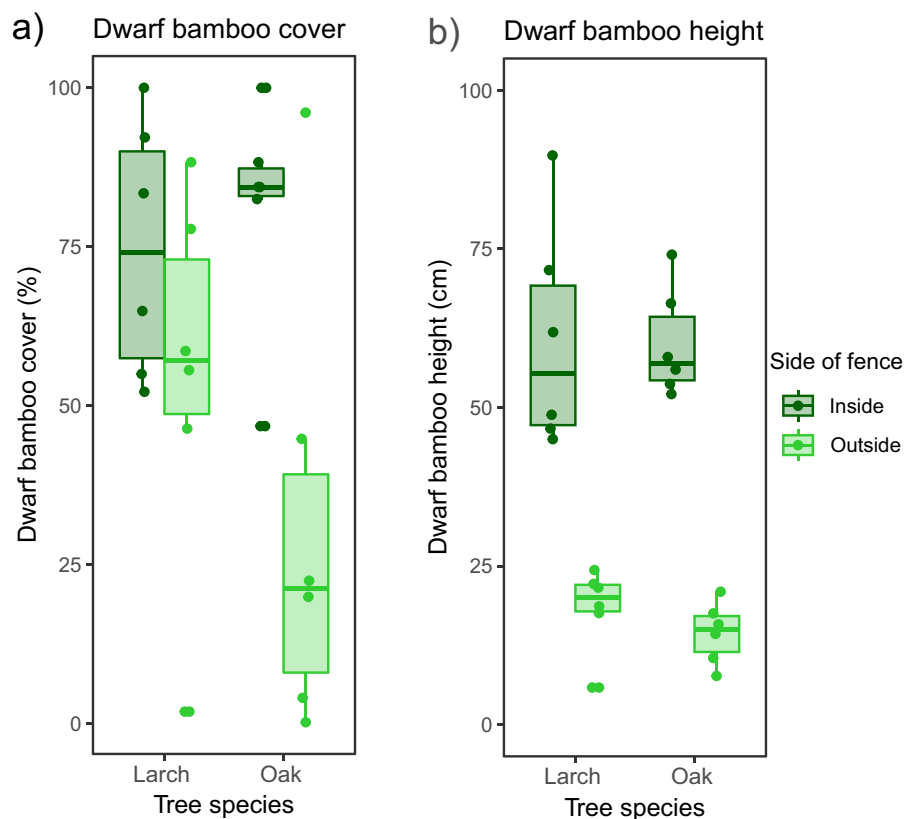 a)
Dwarf bamboo cover
Dwarf bamboo cover (%)
100
75
50
25
0
Larch
Oak
Tree species
b)
Dwarf bamboo height
Dwarf bamboo height (cm)
100
75
50
25
0
Larch
Oak
Tree species
Side of fence
Inside
Outside